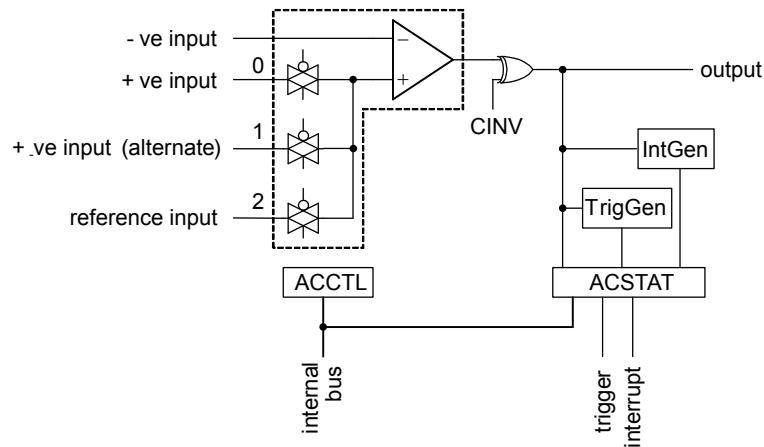 - ve input
−
0
+ ve input
+
output
CINV
1
+ -ve input (alternate)
IntGen
2
reference input
TrigGen
ACCTL
ACSTAT
internal
bus
trigger
interrupt